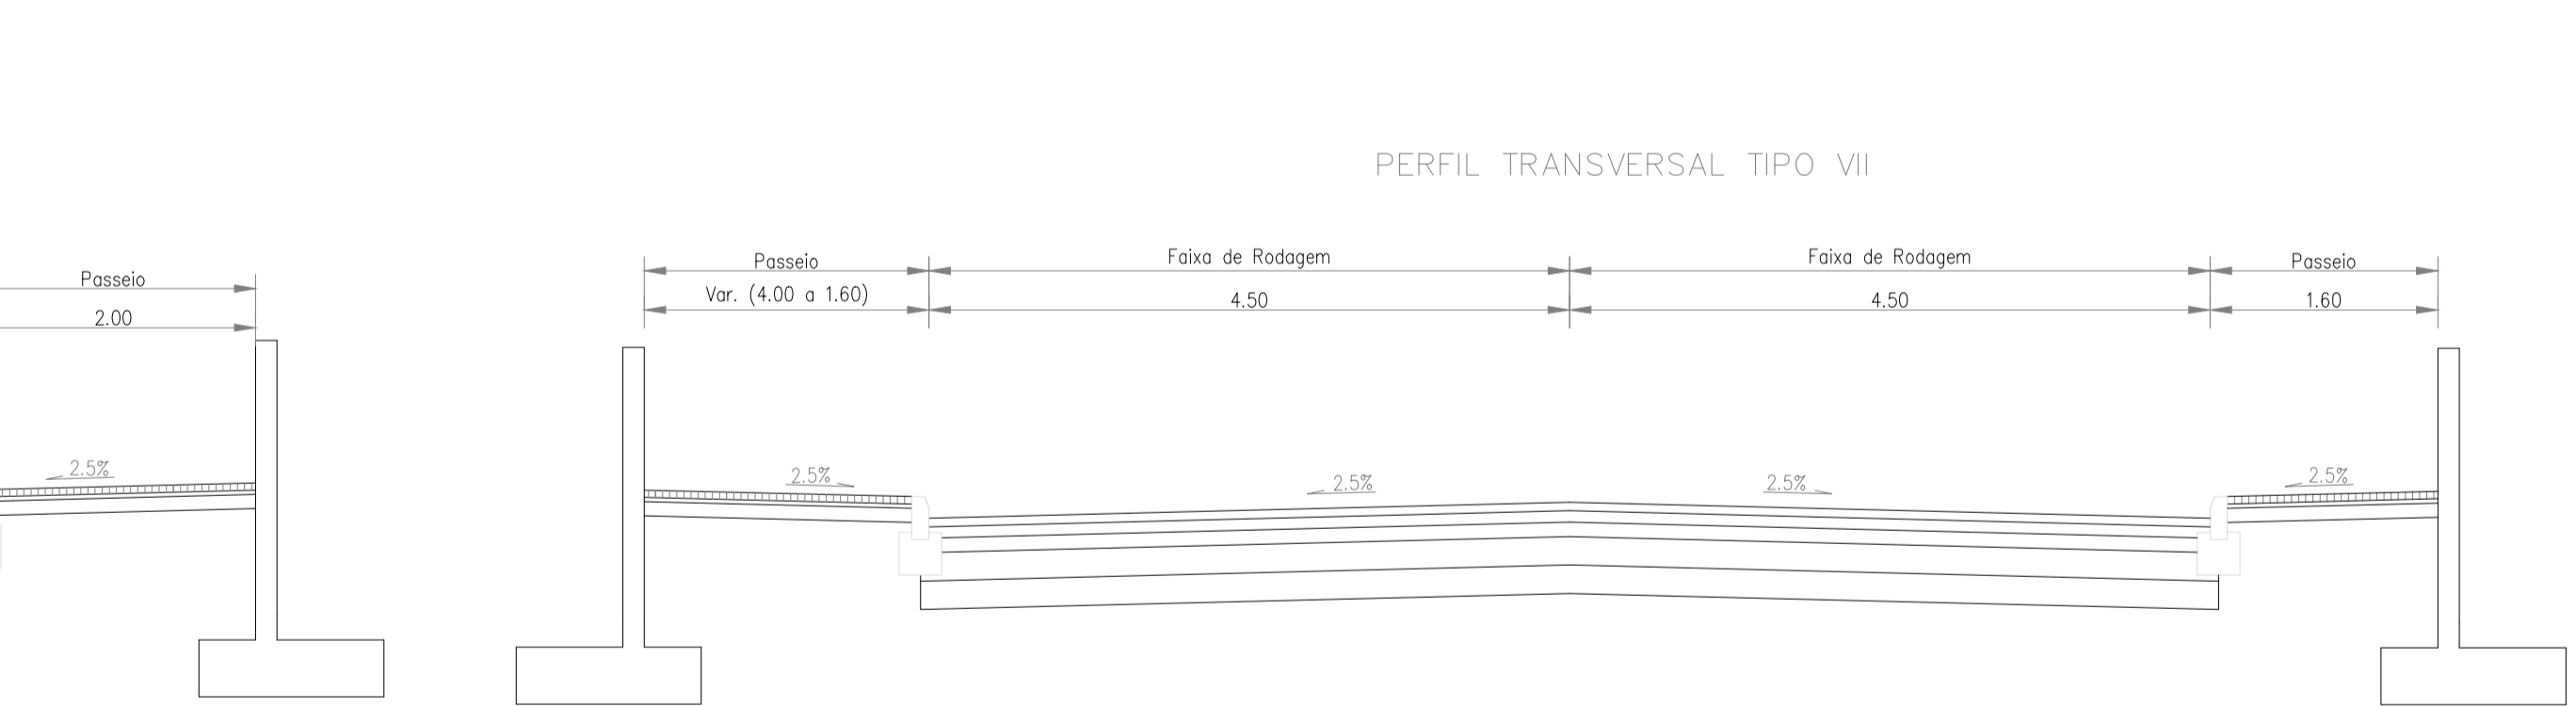 PERFIL TRANSVERSAL TIPO VII
Passeio
2.00
2.5%
Passeio
Var. (4.00 a 1.60)
Faixa de Rodagem
4.50
Faixa de Rodagem
4.50
Passeio
1.60
2.5%
2.5%
2.5%
2.5%